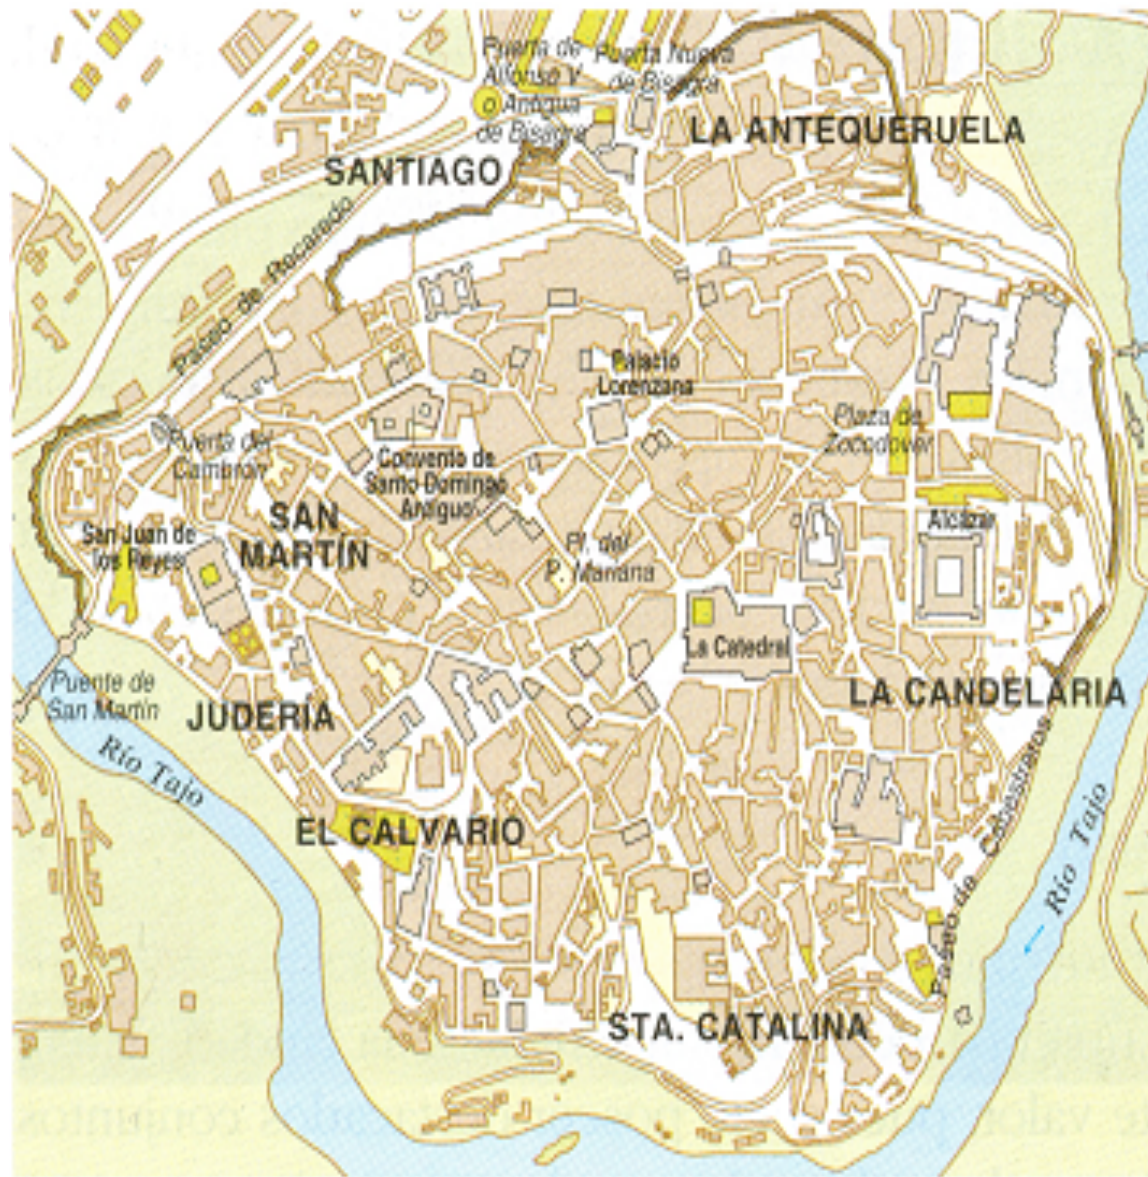 Puerta de
Alfonso V
o Antigua
de Bisagra
Puerta Nueva
de Bisagra
LA ANTEQUERUELA
SANTIAGO
Paseo de Recaredo
Palacio
Lorenzana
Plaza de
Zocodover
Puerta del
Cambrón
Convento de
Santo Domingo
Antiguo
SAN
MARTÍN
San Juan de
los Reyes
Alcázar
Pl. del
P. Mariana
La Catedral
LA CANDELARIA
Puente de
San Martín
JUDERÍA
Río Tajo
EL CALVARIO
Paseo de Cabestreros
Río Tajo
STA. CATALINA
te valor
conjuntos